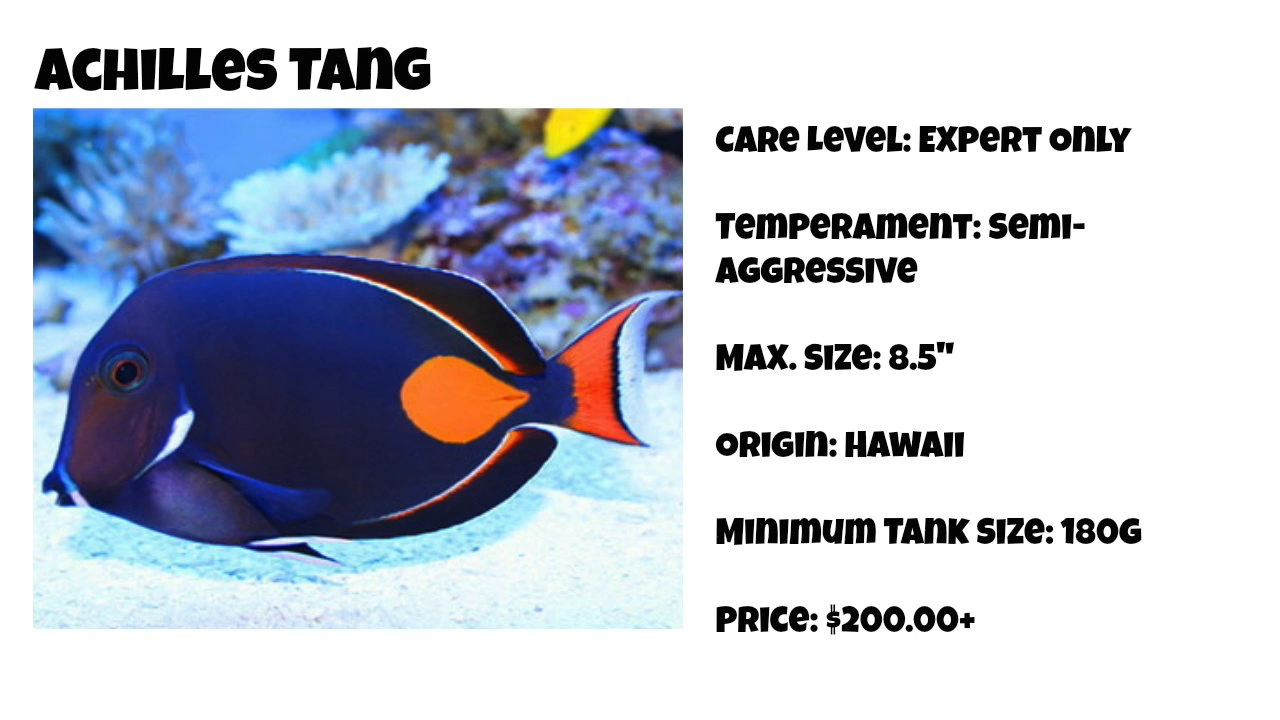 Achilles Tang
Care Level: Expert Only
Temperament: Semi-
Aggressive
Max. Size: 8.5"
Origin: Hawaii
Minimum Tank Size: 180G
Price: $200.00+